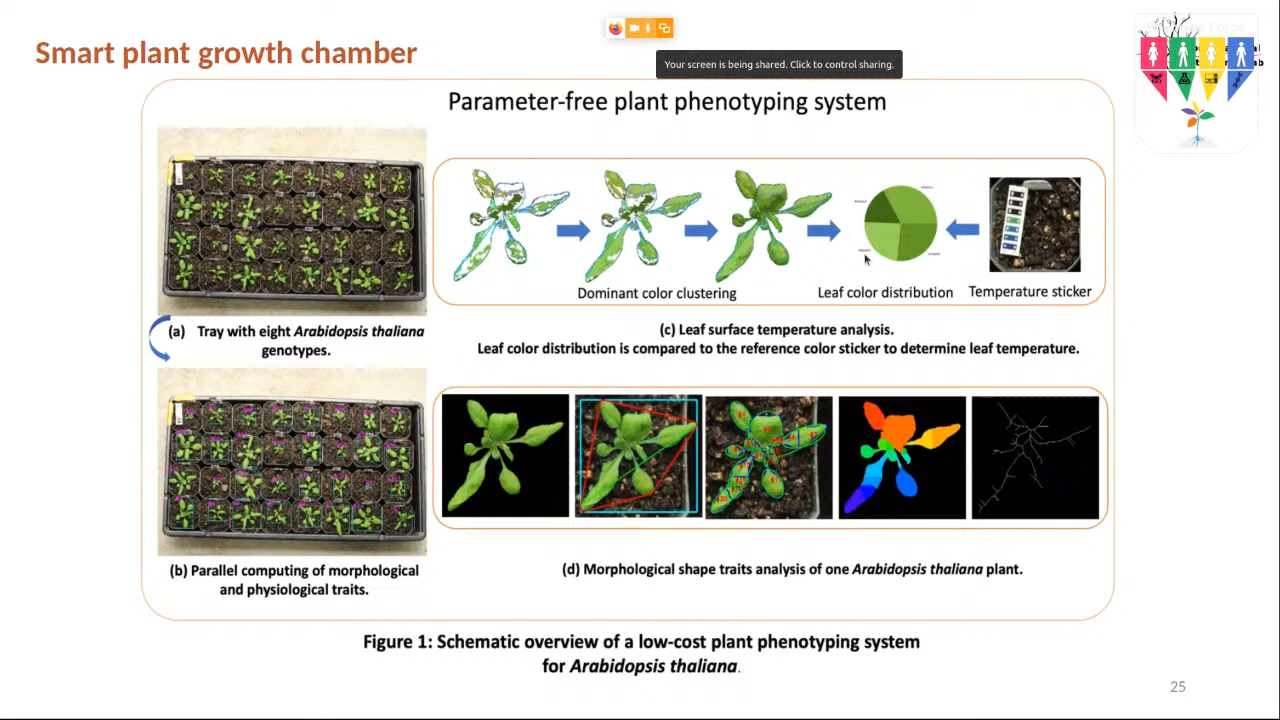 Smart plant growth chamber
Your screen is being shared. Click to control sharing.
Parameter-free plant phenotyping system
Dominant color clustering
Leaf color distribution
Temperature sticker
(a) Tray with eight Arabidopsis thaliana
genotypes.
(c) Leaf surface temperature analysis.
Leaf color distribution is compared to the reference color sticker to determine leaf temperature.
(b) Parallel computing of morphological
and physiological traits.
(d) Morphological shape traits analysis of one Arabidopsis thaliana plant.
Figure 1: Schematic overview of a low-cost plant phenotyping system
for Arabidopsis thaliana.
25